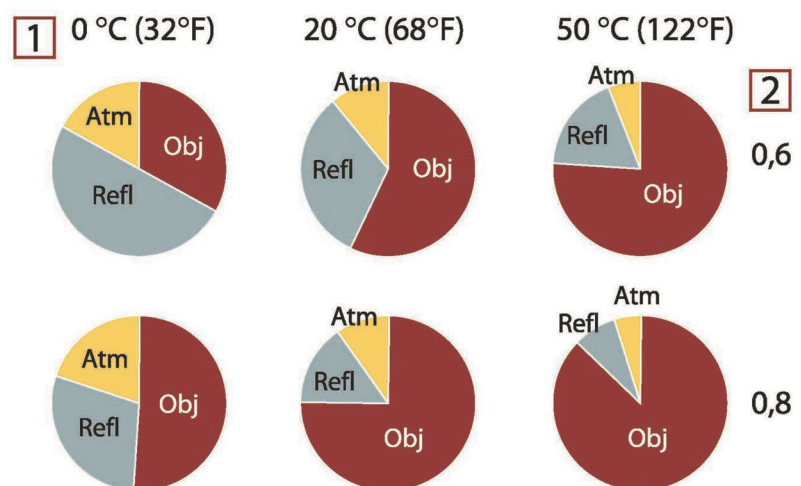 1 0 °C (32°F) 20 °C (68°F) 50 °C (122°F)
2
0,6
Atm Obj Refl
Atm Refl Obj
Atm Refl Obj
0,8
Atm Obj Refl
Atm Refl Obj
Atm Refl Obj